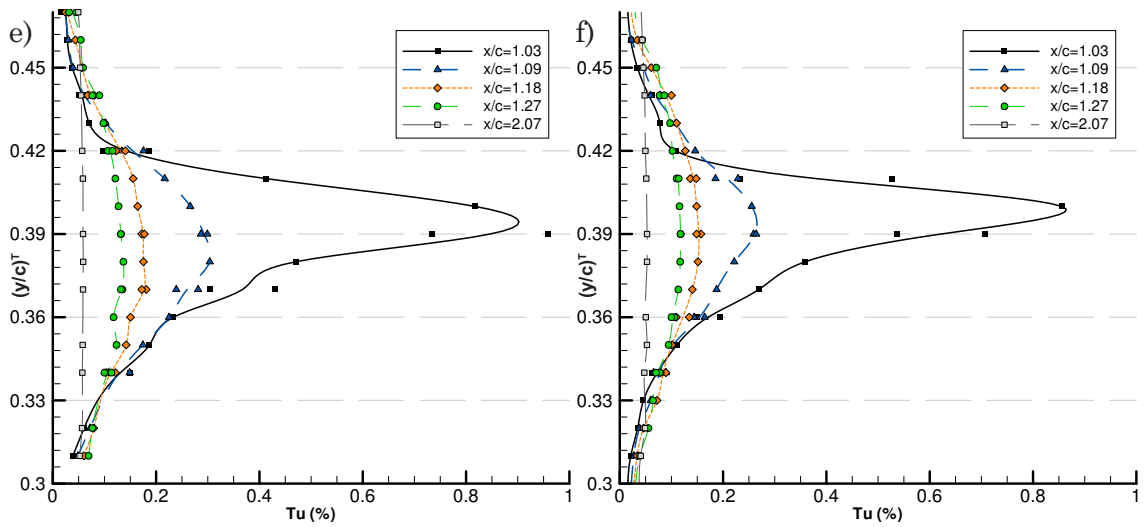 e)
x/c=1.03
x/c=1.09
x/c=1.18
x/c=1.27
x/c=2.07
0.45
0.42
0.39
0.36
0.33
0.3
(y/c)ᵀ
0 0.2 0.4 0.6 0.8 1
Tu (%)
f)
x/c=1.03
x/c=1.09
x/c=1.18
x/c=1.27
x/c=2.07
0.45
0.42
0.39
0.36
0.33
0.3
(y/c)ᵀ
0 0.2 0.4 0.6 0.8 1
Tu (%)